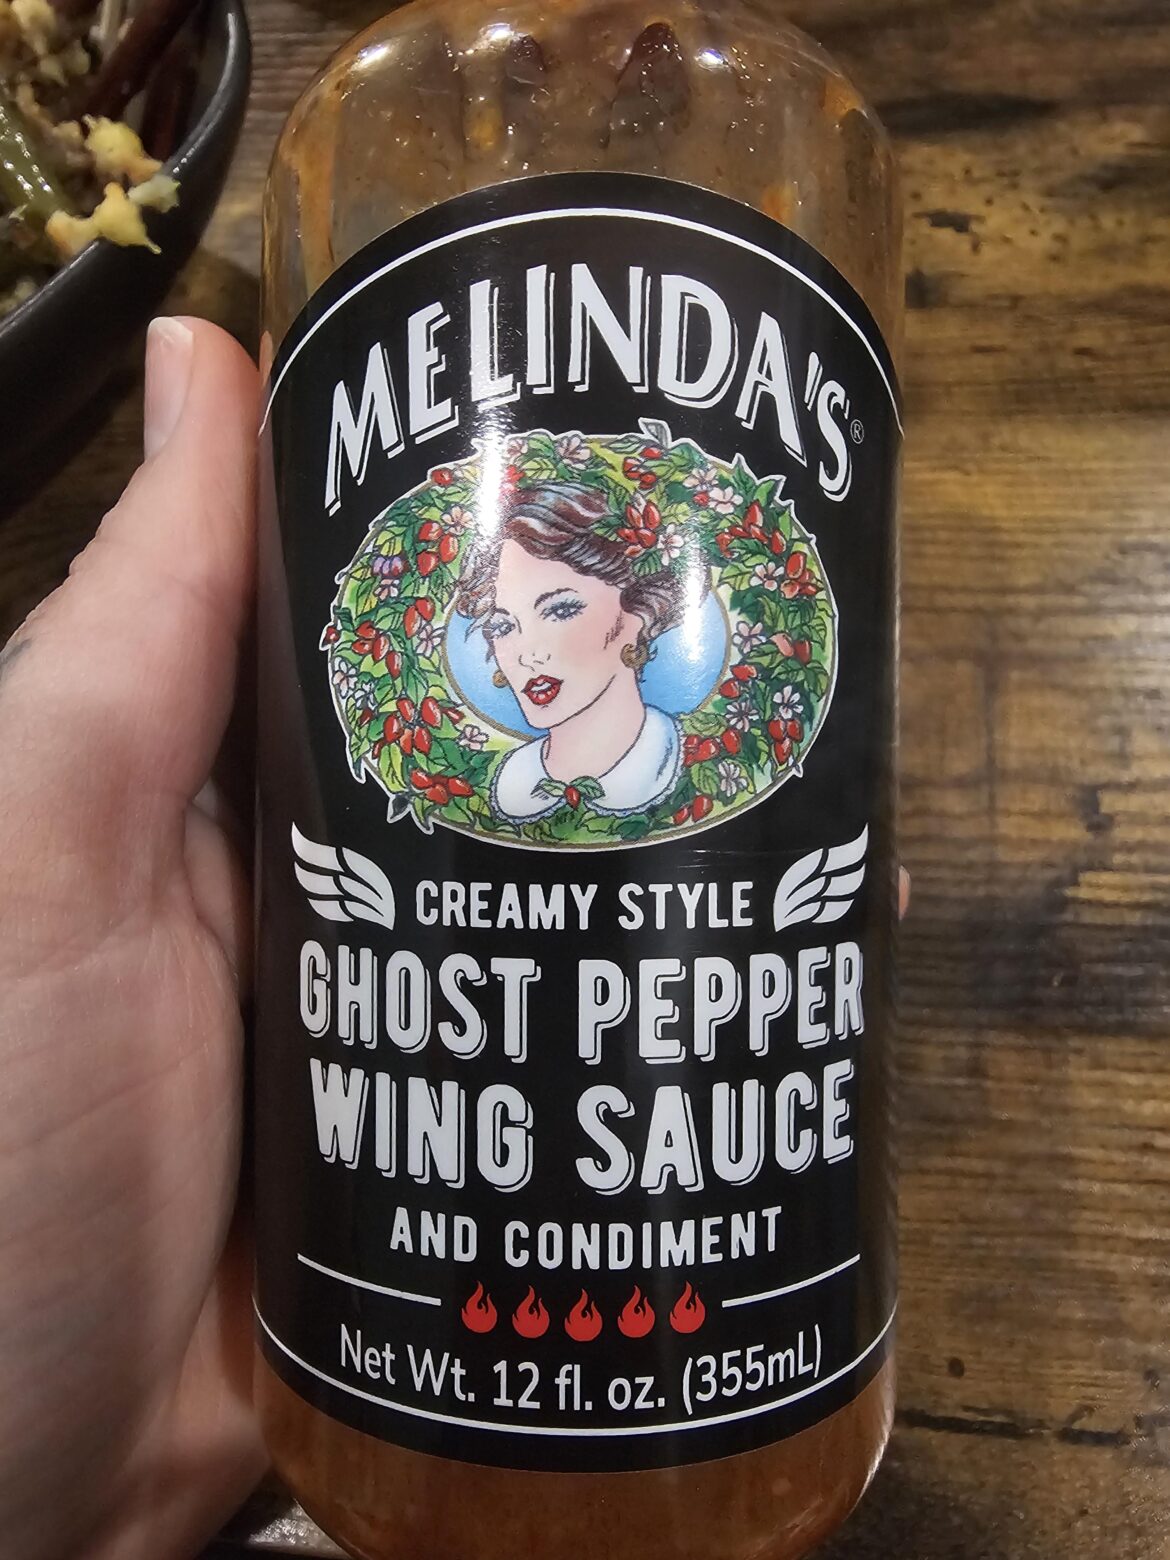 MELINDA'S®
CREAMY STYLE
GHOST PEPPER
WING SAUCE
AND CONDIMENT
Net Wt. 12 fl. oz. (355mL)